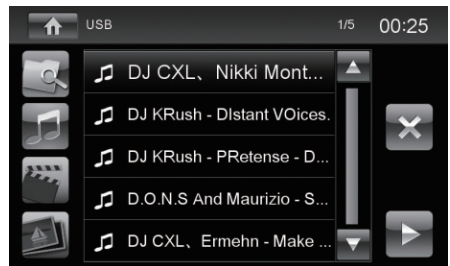 USB 1/5 00:25
DJ CXL、Nikki Mont...
DJ KRush - DIstant VOices.
DJ KRush - PRetense - D...
D.O.N.S And Maurizio - S...
DJ CXL、Ermehn - Make ...